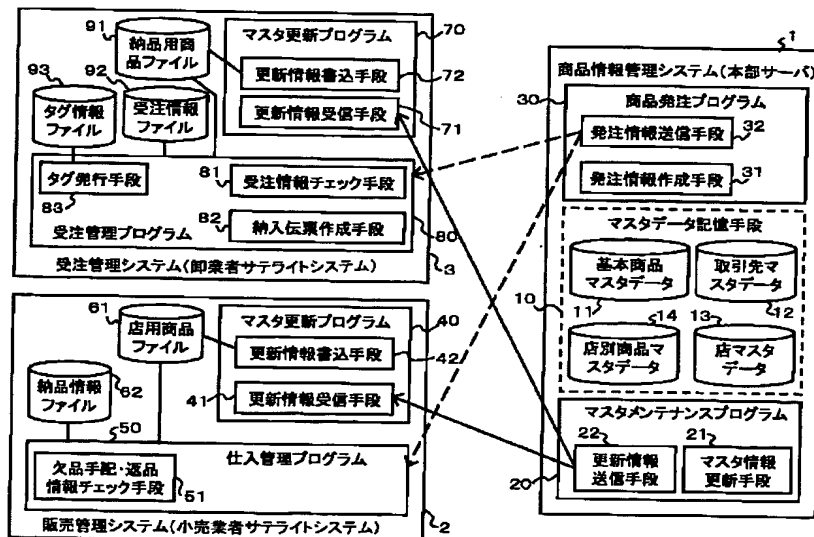 91
納品用商品
ファイル
93
タグ情報
ファイル
92
受注情報
ファイル
マスタ更新プログラム
70
更新情報書込手段
72
更新情報受信手段
71
タグ発行手段
83
81
受注情報チェック手段
82
納入伝票作成手段
受注管理プログラム
80
受注管理システム(卸業者サテライトシステム)
3
61
店用商品
ファイル
納品情報
ファイル
62
マスタ更新プログラム
40
更新情報書込手段
42
41
更新情報受信手段
50
仕入管理プログラム
欠品手配・返品
情報チェック手段
51
販売管理システム(小売業者サテライトシステム)
2
1
商品情報管理システム(本部サーバ)
30
商品発注プログラム
発注情報送信手段
32
発注情報作成手段
31
マスタデータ記憶手段
10
基本商品
マスタデータ
11
取引先マ
スタデータ
12
14
店別商品マ
スタデータ
13
店マスタ
データ
マスタメンテナンスプログラム
20
22
更新情報
送信手段
21
マスタ情報
更新手段